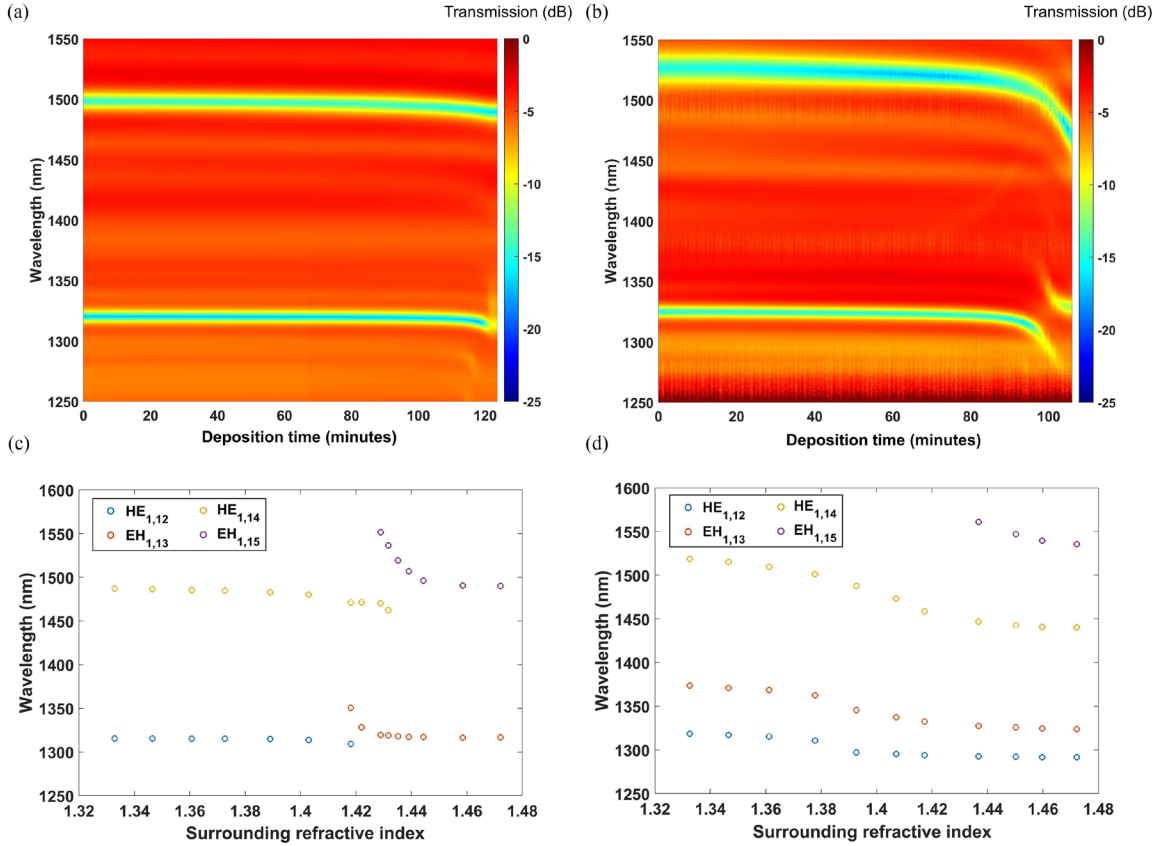 (a)
Transmission (dB)
1550
1500
1450
1400
1350
1300
1250
Wavelength (nm)
0 20 40 60 80 100 120
Deposition time (minutes)
0
-5
-10
-15
-20
-25
(b)
Transmission (dB)
1550
1500
1450
1400
1350
1300
1250
Wavelength (nm)
0 20 40 60 80 100
Deposition time (minutes)
0
-5
-10
-15
-20
-25
(c)
1600
1550
1500
1450
1400
1350
1300
1250
Wavelength (nm)
HE1,12 HE1,14
EH1,13 EH1,15
1.32 1.34 1.36 1.38 1.4 1.42 1.44 1.46 1.48
Surrounding refractive index
(d)
1600
1550
1500
1450
1400
1350
1300
1250
Wavelength (nm)
HE1,12 HE1,14
EH1,13 EH1,15
1.32 1.34 1.36 1.38 1.4 1.42 1.44 1.46 1.48
Surrounding refractive index